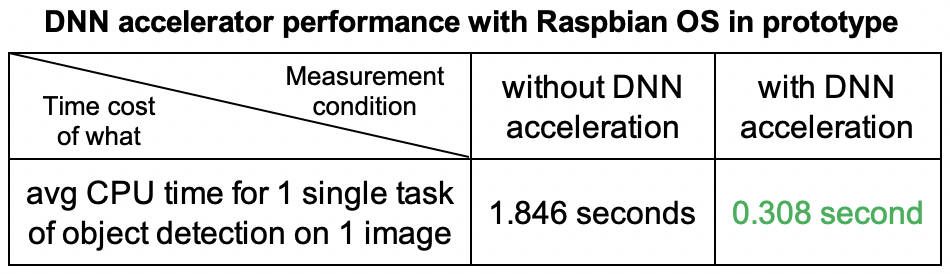 DNN accelerator performance with Raspbian OS in prototype
Measurement
condition
Time cost
of what
without DNN
acceleration
with DNN
acceleration
avg CPU time for 1 single task
of object detection on 1 image
1.846 seconds
0.308 second